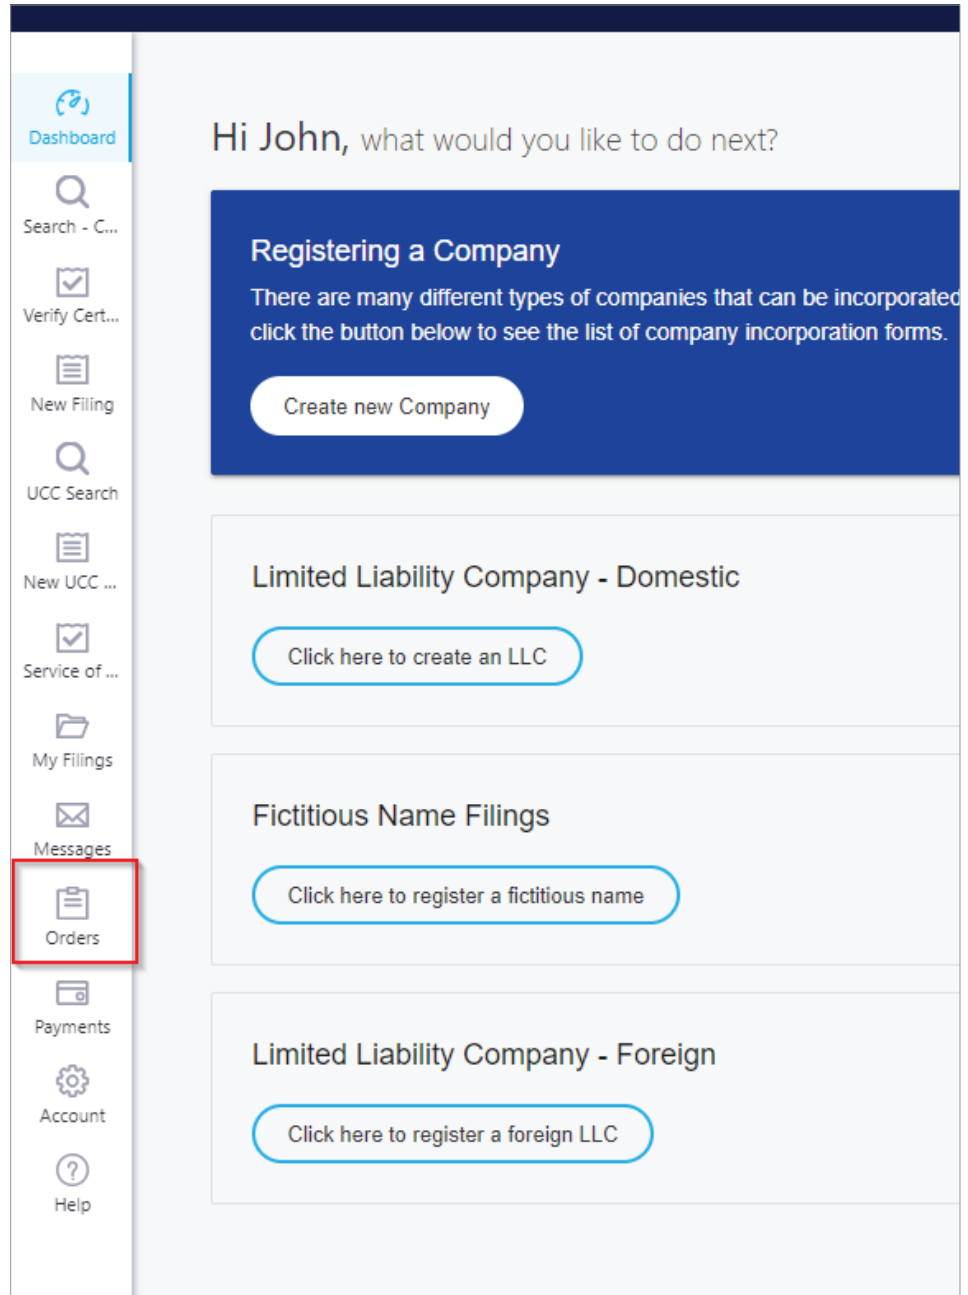 Dashboard
Search - C...
Verify Cert...
New Filing
UCC Search
New UCC ...
Service of ...
My Filings
Messages
Orders
Payments
Account
Help
Hi John, what would you like to do next?
Registering a Company
There are many different types of companies that can be incorporated
click the button below to see the list of company incorporation forms.
Create new Company
Limited Liability Company - Domestic
Click here to create an LLC
Fictitious Name Filings
Click here to register a fictitious name
Limited Liability Company - Foreign
Click here to register a foreign LLC